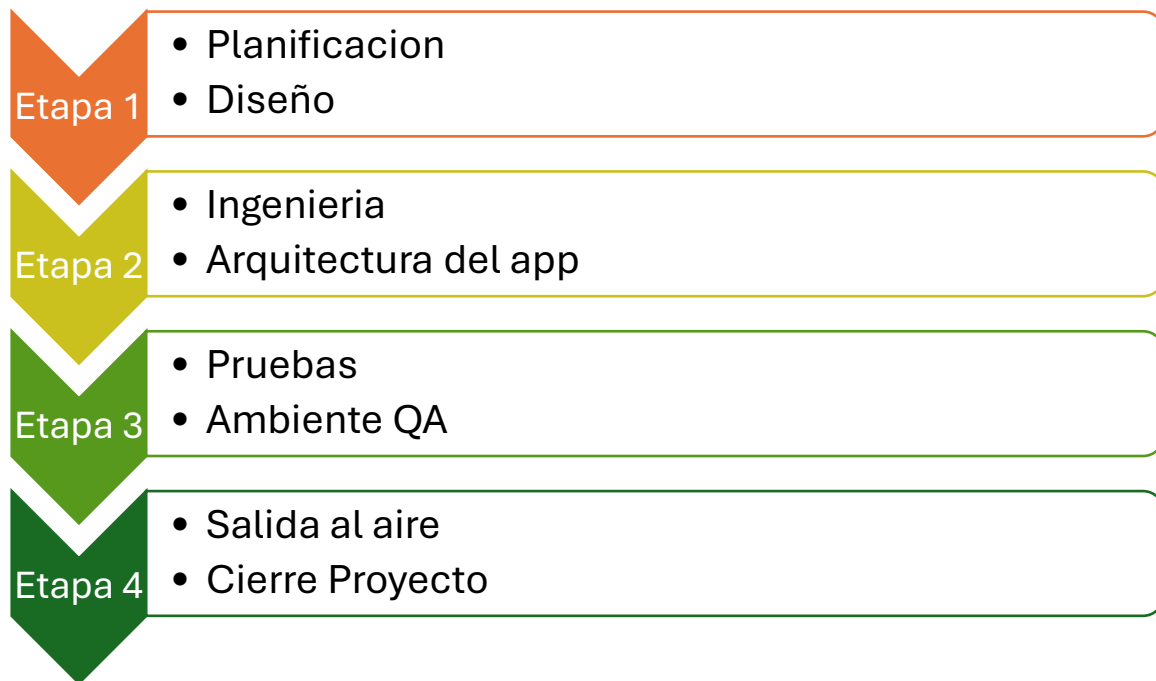 Etapa 1
• Planificacion
• Diseño
Etapa 2
• Ingenieria
• Arquitectura del app
Etapa 3
• Pruebas
• Ambiente QA
Etapa 4
• Salida al aire
• Cierre Proyecto